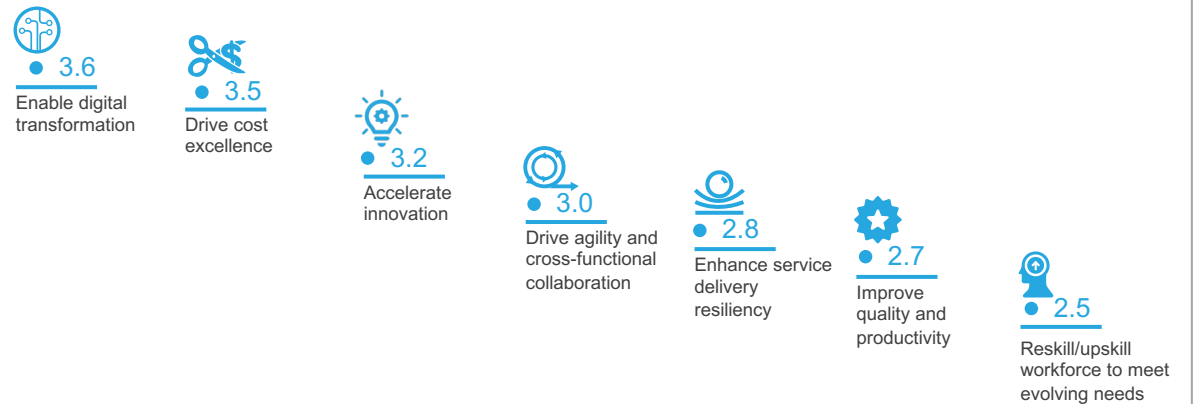 3.6
Enable digital
transformation
3.5
Drive cost
excellence
3.2
Accelerate
innovation
3.0
Drive agility and
cross-functional
collaboration
2.8
Enhance service
delivery
resiliency
2.7
Improve
quality and
productivity
2.5
Reskill/upskill
workforce to meet
evolving needs